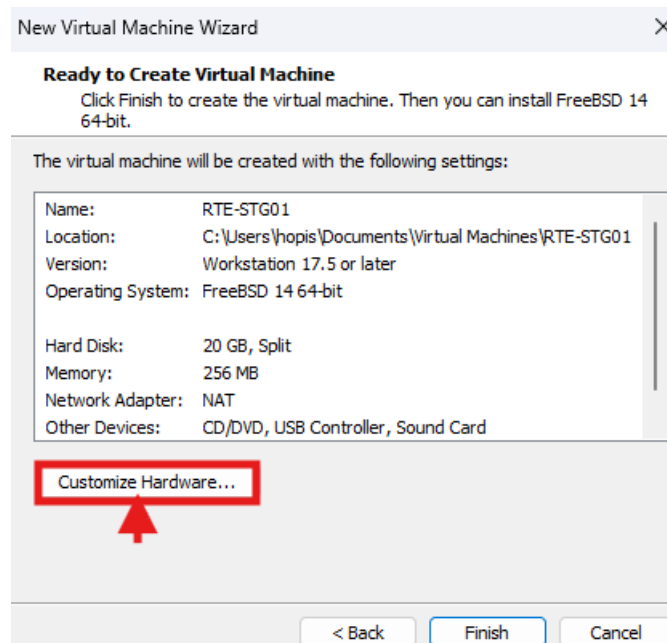 New Virtual Machine Wizard
Ready to Create Virtual Machine
Click Finish to create the virtual machine. Then you can install FreeBSD 14
64-bit.
The virtual machine will be created with the following settings:
Name: RTE-STG01
Location: C:\Users\hopis\Documents\Virtual Machines\RTE-STG01
Version: Workstation 17.5 or later
Operating System: FreeBSD 14 64-bit
Hard Disk: 20 GB, Split
Memory: 256 MB
Network Adapter: NAT
Other Devices: CD/DVD, USB Controller, Sound Card
Customize Hardware...
< Back Finish Cancel